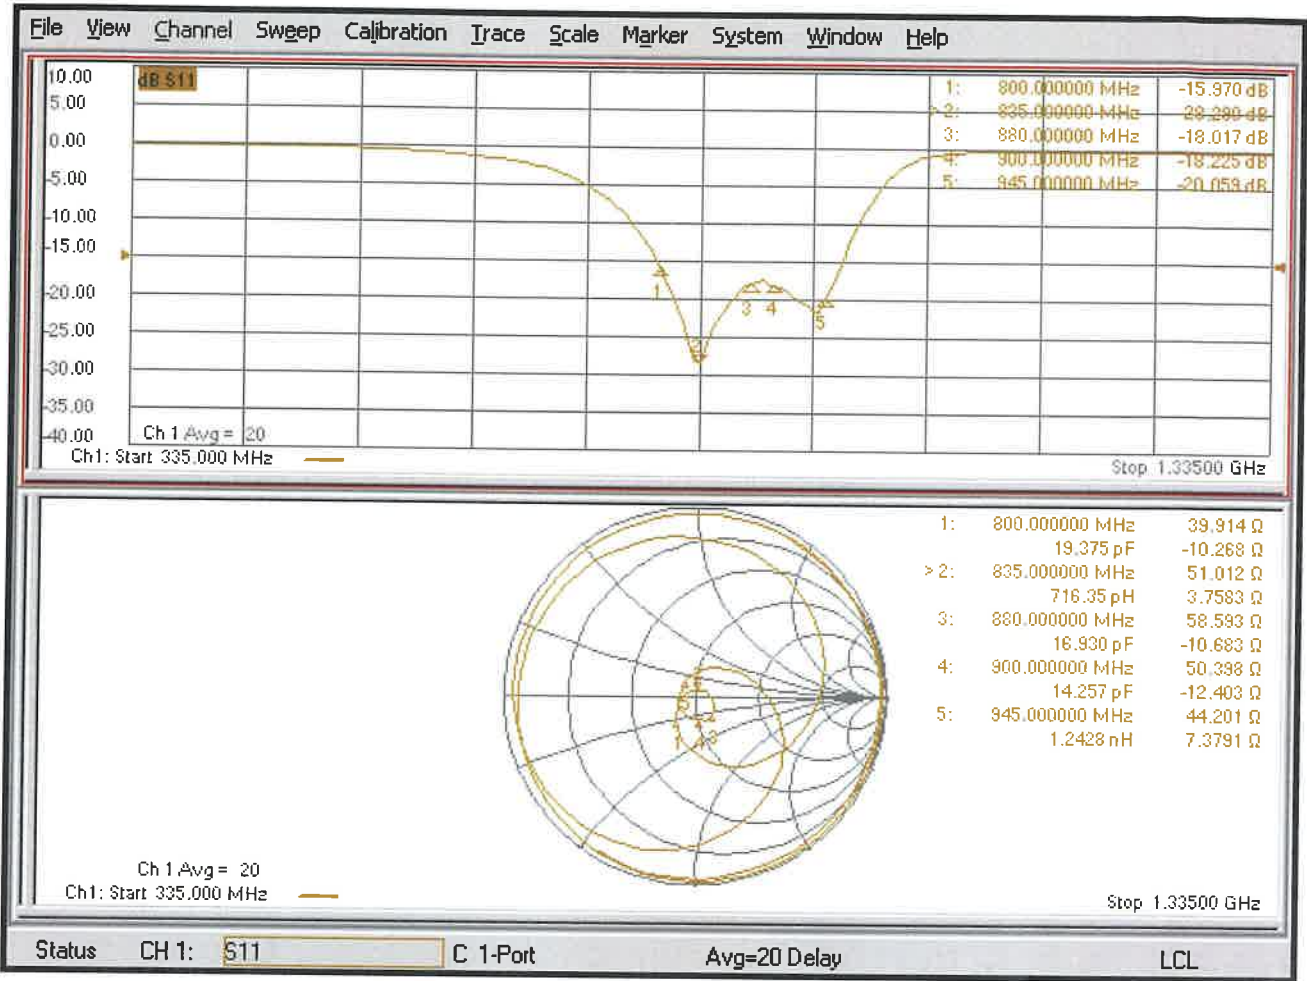 File View Channel Sweep Calibration Trace Scale Marker System Window Help
10.00
5.00
0.00
-5.00
-10.00
-15.00
-20.00
-25.00
-30.00
-35.00
-40.00
dB S11
1: 800.000000 MHz -15.970 dB
> 2: 835.000000 MHz -28.280 dB
3: 880.000000 MHz -18.017 dB
4: 900.000000 MHz -18.225 dB
5: 945.000000 MHz -20.059 dB
1
2
3
4
5
Ch 1 Avg = 20
Ch1: Start 335.000 MHz
Stop 1.33500 GHz
1: 800.000000 MHz 39.914 Ω
19.375 pF -10.268 Ω
> 2: 835.000000 MHz 51.012 Ω
716.35 pH 3.7583 Ω
3: 880.000000 MHz 58.593 Ω
16.930 pF -10.683 Ω
4: 900.000000 MHz 50.398 Ω
14.257 pF -12.403 Ω
5: 945.000000 MHz 44.201 Ω
1.2428 nH 7.3791 Ω
Ch 1 Avg = 20
Ch1: Start 335.000 MHz
Stop 1.33500 GHz
Status CH 1: S11 C 1-Port Avg=20 Delay LCL